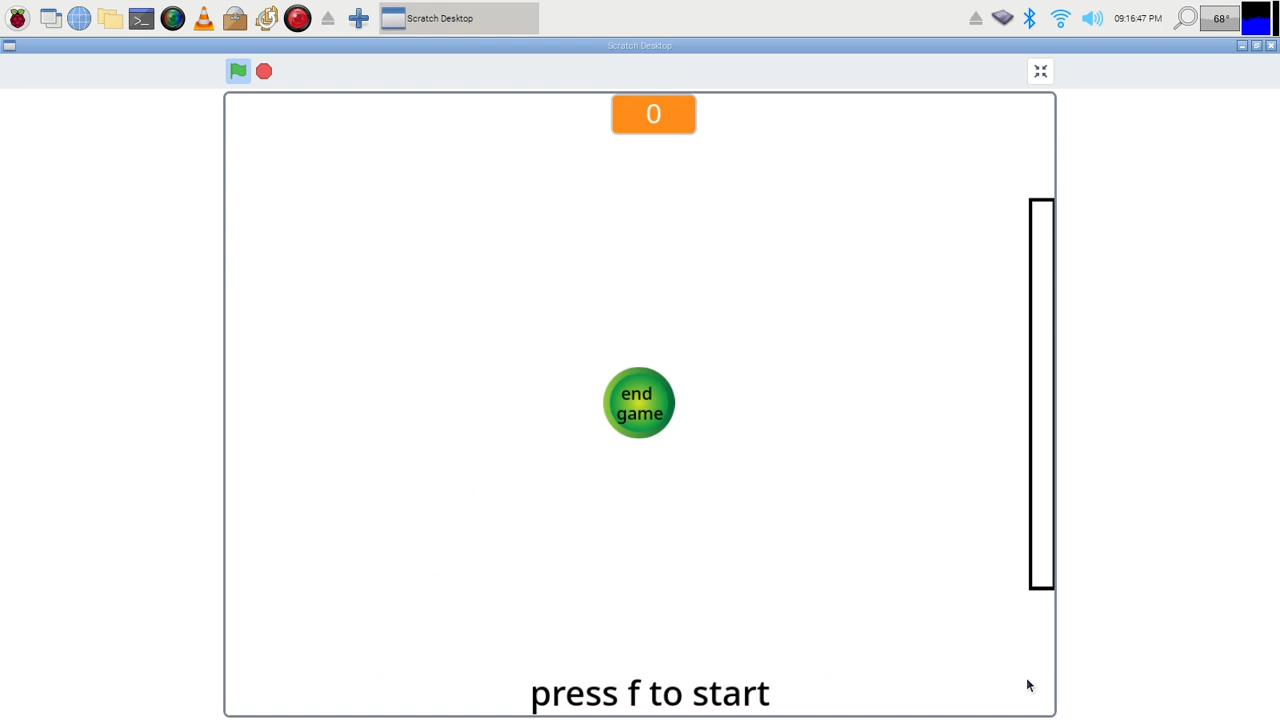 Scratch Desktop
09:16:47 PM
68°
Scratch Desktop
0
end
game
press f to start